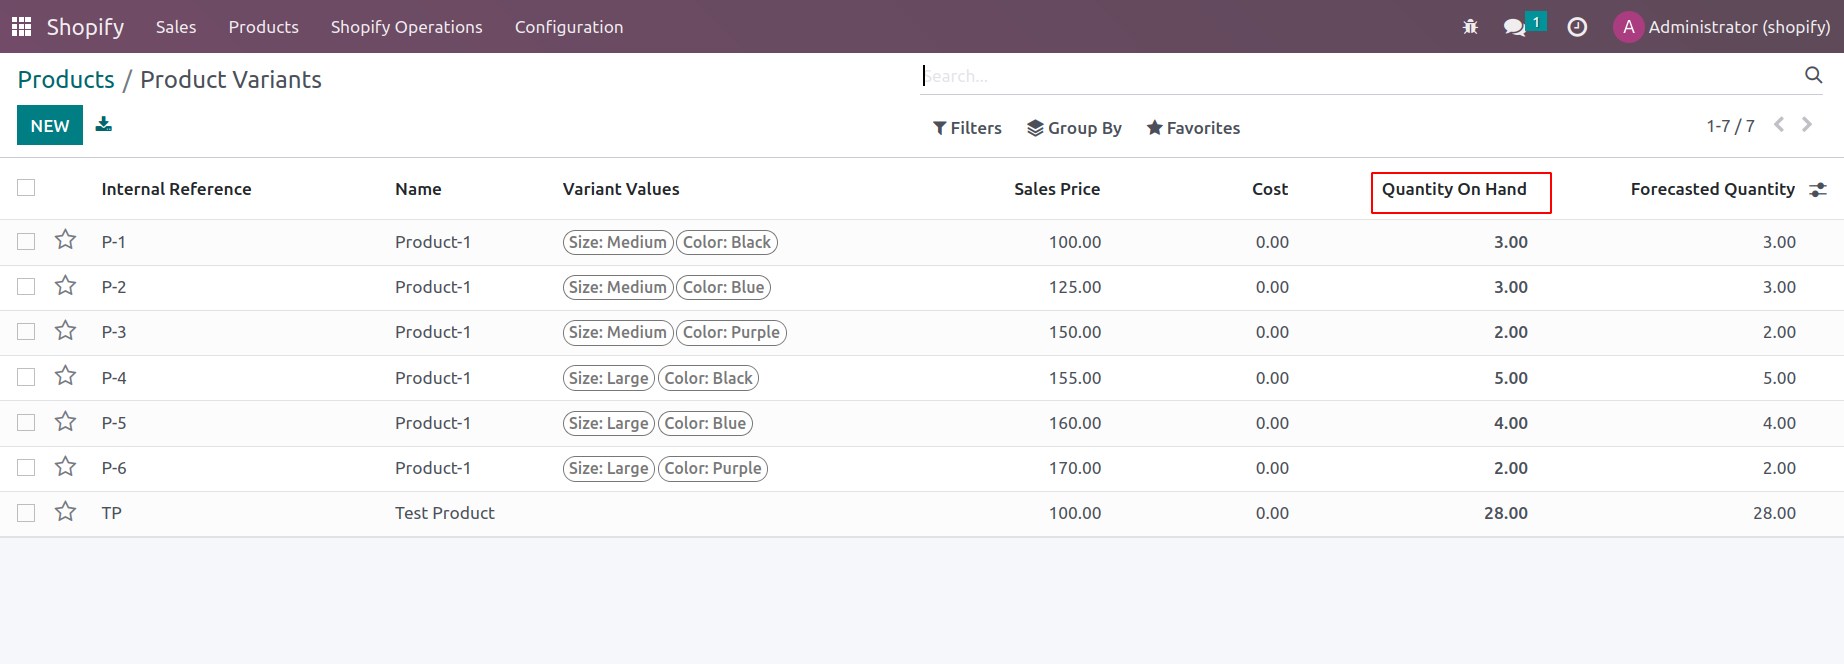 Shopify Sales Products Shopify Operations Configuration 1 A Administrator (shopify)
Products / Product Variants
Search...
NEW
Filters Group By Favorites 1-7 / 7
Internal Reference Name Variant Values Sales Price Cost Quantity On Hand Forecasted Quantity
P-1 Product-1 Size: Medium Color: Black 100.00 0.00 3.00 3.00
P-2 Product-1 Size: Medium Color: Blue 125.00 0.00 3.00 3.00
P-3 Product-1 Size: Medium Color: Purple 150.00 0.00 2.00 2.00
P-4 Product-1 Size: Large Color: Black 155.00 0.00 5.00 5.00
P-5 Product-1 Size: Large Color: Blue 160.00 0.00 4.00 4.00
P-6 Product-1 Size: Large Color: Purple 170.00 0.00 2.00 2.00
TP Test Product 100.00 0.00 28.00 28.00